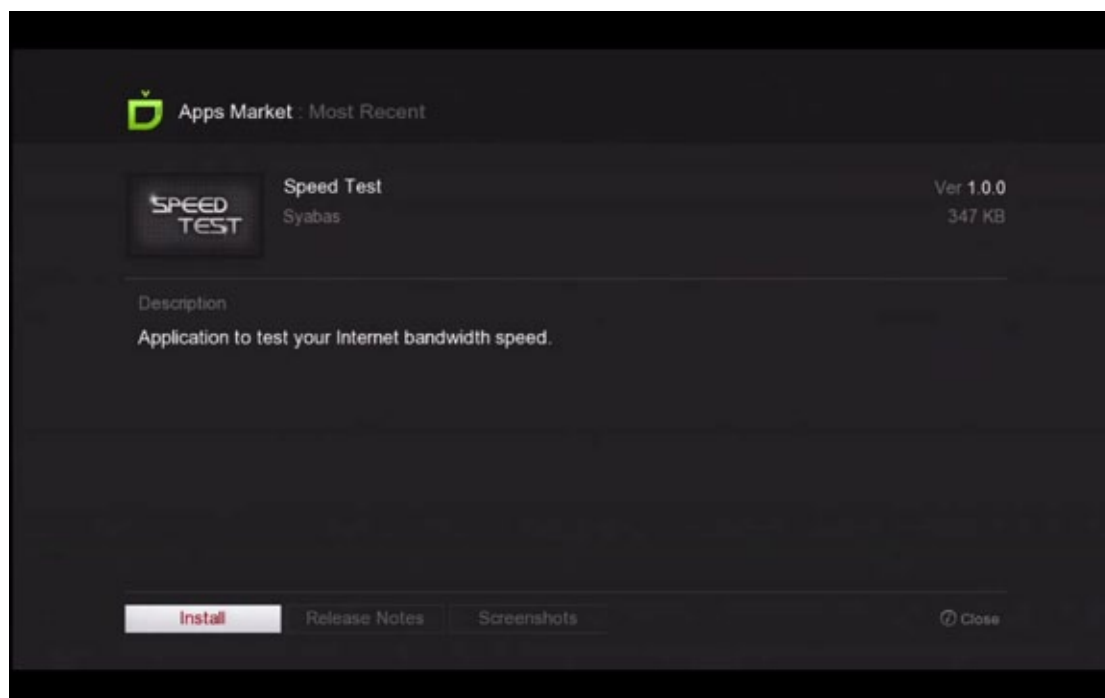 Apps Market : Most Recent
SPEED
TEST
Speed Test
Ver 1.0.0
Syabas
347 KB
Description
Application to test your Internet bandwidth speed.
Install
Release Notes
Screenshots
Close